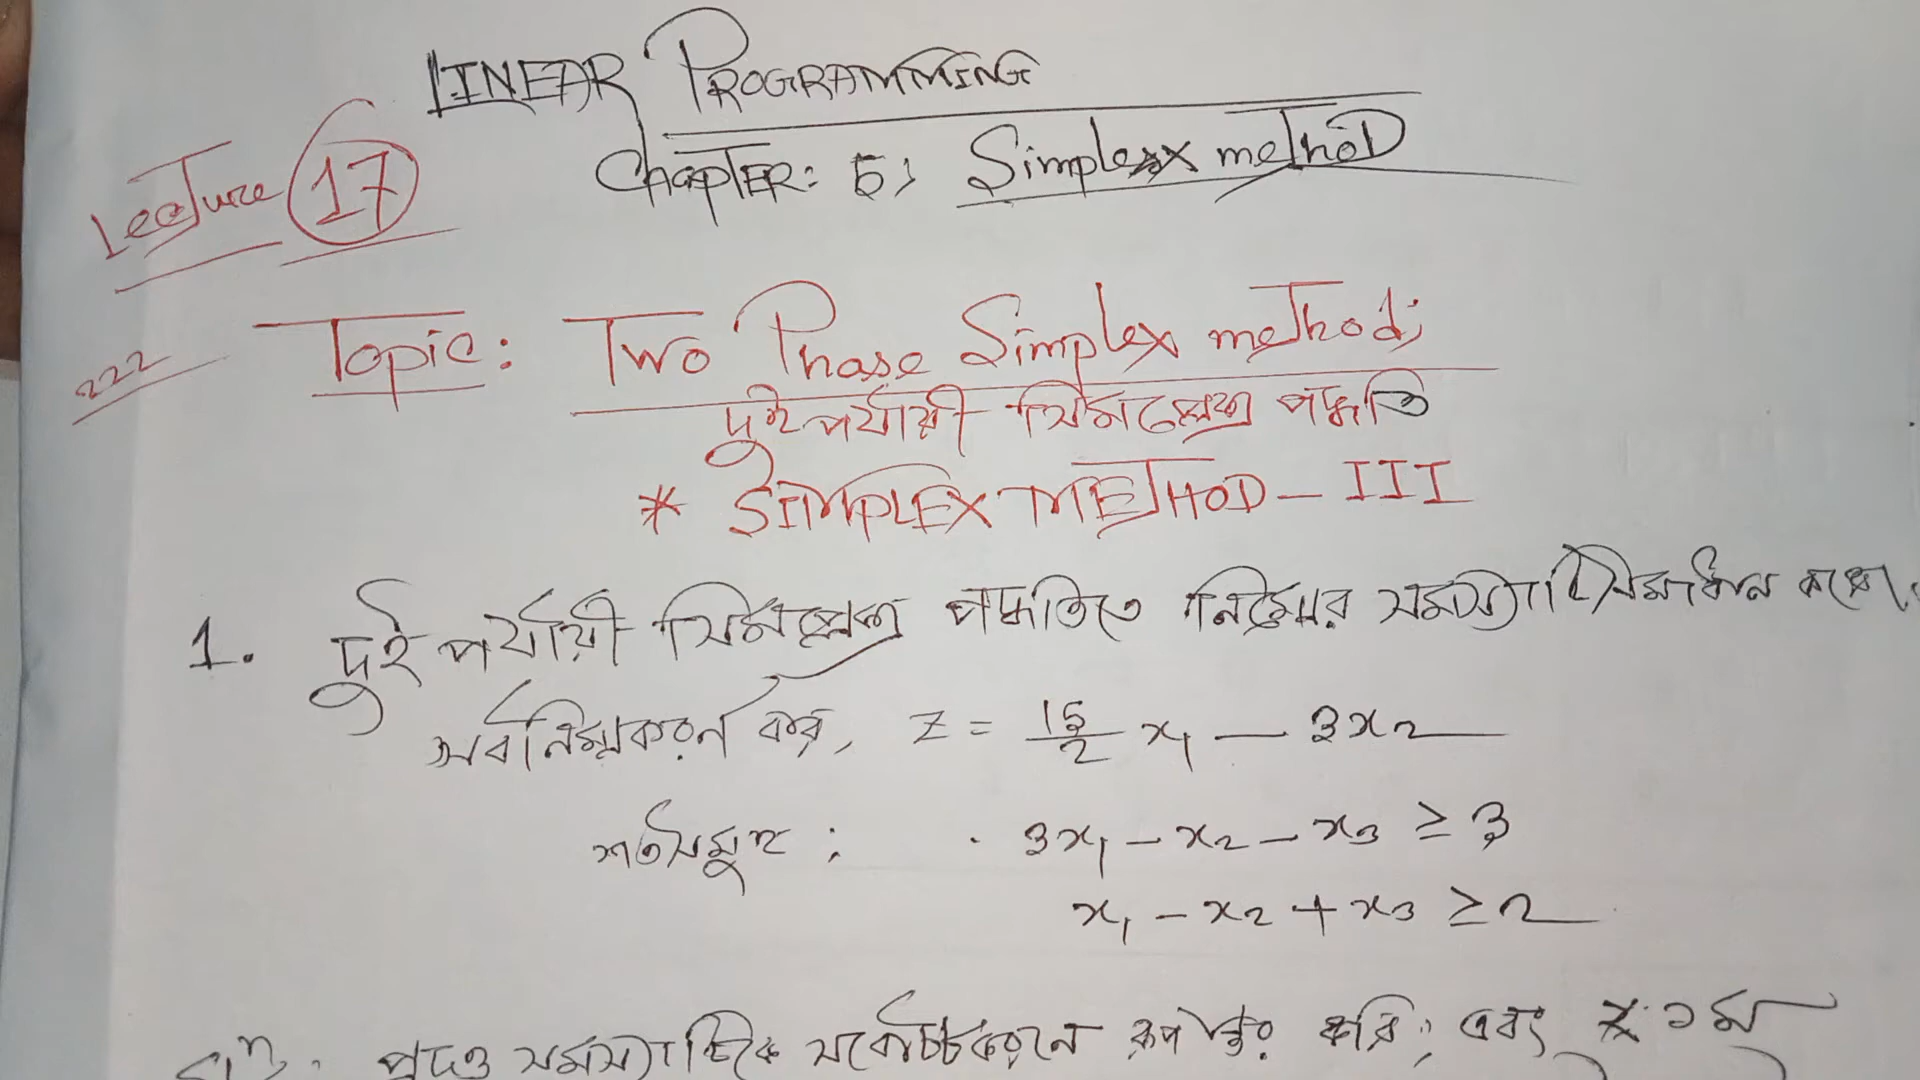 LINEAR PROGRAMMING
CHAPTER: 5; Simplex method
Lecture 17
Topic: Two Phase Simplex method;
222
দুই পর্যায়ী সিমপ্লেক্স পদ্ধতি
* SIMPLEX METHOD - III
1. দুই পর্যায়ী সিমপ্লেক্স পদ্ধতিতে নিম্নের সমস্যাটি সমাধান করো।
সর্বনিম্নকরণ কর, z = 15/2 x₁ - 3x₂
শর্তসমূহ ; 3x₁ - x₂ - x₃ ≥ 3
x₁ - x₂ + x₃ ≥ 2
প্রদত্ত সমস্যাটিকে সর্বোচ্চকরনে রূপান্তর করি; এবং ১ম